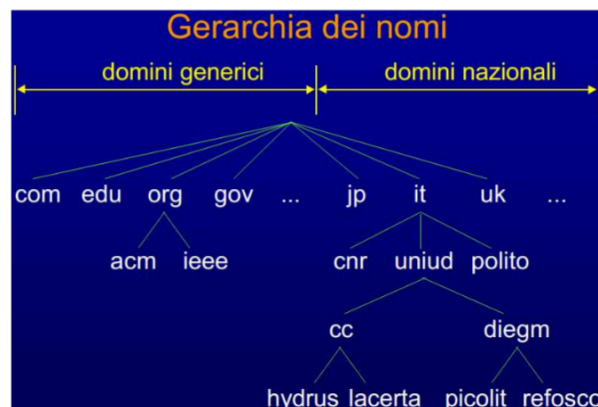 Gerarchia dei nomi
domini generici domini nazionali
com edu org gov ... jp it uk ...
acm ieee cnr uniud polito
cc diegm
hydrus lacerta picolit refosco